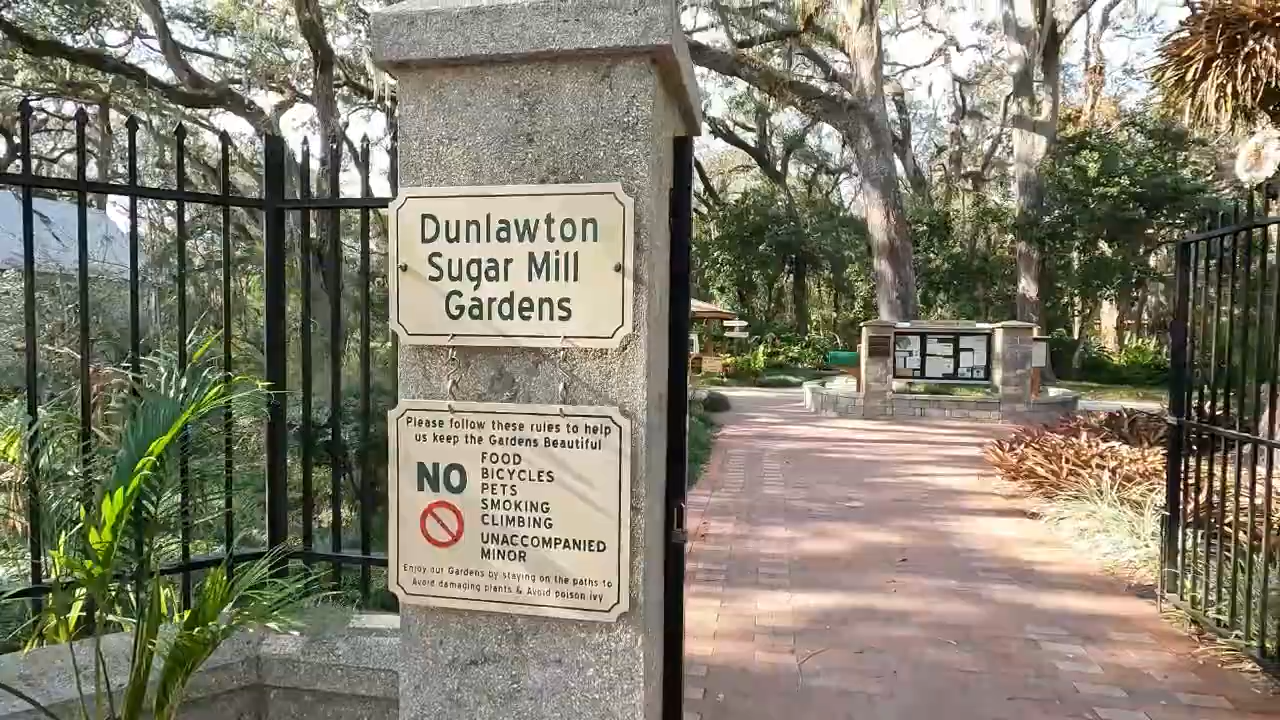 Dunlawton
Sugar Mill
Gardens
Please follow these rules to help
us keep the Gardens Beautiful
NO
FOOD
BICYCLES
PETS
SMOKING
CLIMBING
UNACCOMPANIED
MINOR
Enjoy our Gardens by staying on the paths to
Avoid damaging plants & Avoid poison ivy